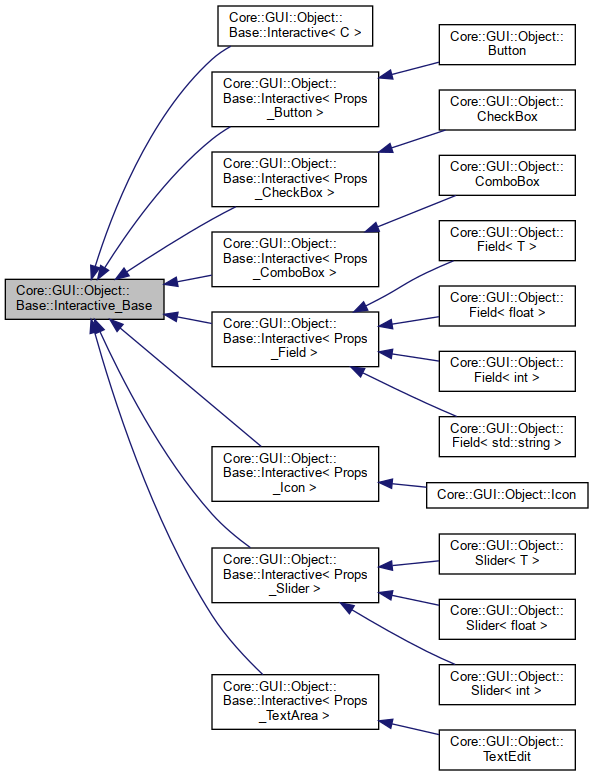 Core::GUI::Object::
Base::Interactive_Base
Core::GUI::Object::
Base::Interactive< C >
Core::GUI::Object::
Base::Interactive< Props
_Button >
Core::GUI::Object::
Base::Interactive< Props
_CheckBox >
Core::GUI::Object::
Base::Interactive< Props
_ComboBox >
Core::GUI::Object::
Base::Interactive< Props
_Field >
Core::GUI::Object::
Base::Interactive< Props
_Icon >
Core::GUI::Object::
Base::Interactive< Props
_Slider >
Core::GUI::Object::
Base::Interactive< Props
_TextArea >
Core::GUI::Object::
Button
Core::GUI::Object::
CheckBox
Core::GUI::Object::
ComboBox
Core::GUI::Object::
Field< T >
Core::GUI::Object::
Field< float >
Core::GUI::Object::
Field< int >
Core::GUI::Object::
Field< std::string >
Core::GUI::Object::Icon
Core::GUI::Object::
Slider< T >
Core::GUI::Object::
Slider< float >
Core::GUI::Object::
Slider< int >
Core::GUI::Object::
TextEdit